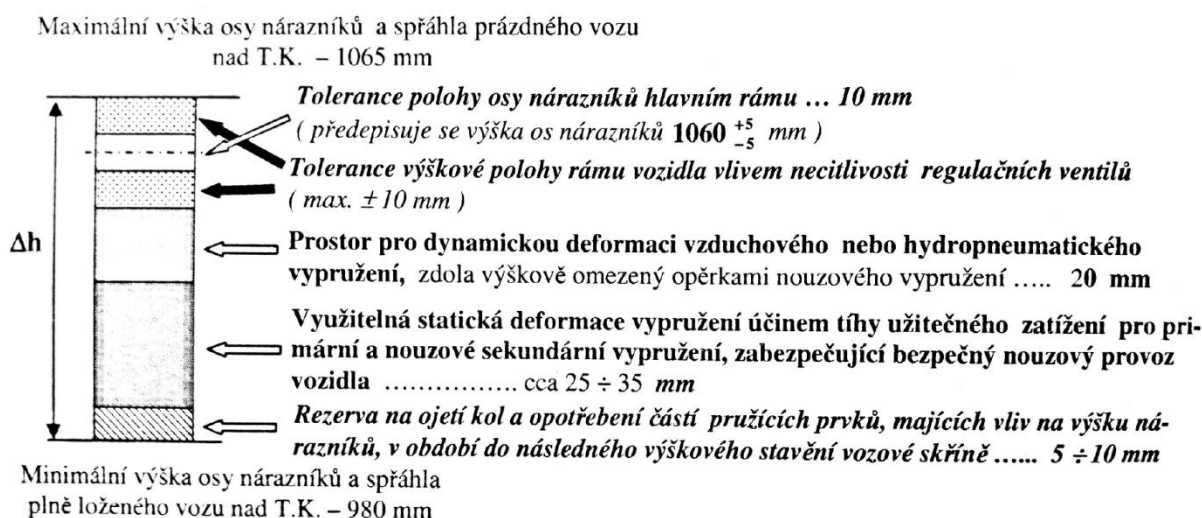 Maximální výška osy nárazníků a spřáhla prázdného vozu
nad T.K. – 1065 mm
Tolerance polohy osy nárazníků hlavním rámu ... 10 mm
( předepisuje se výška os nárazníků 1060 +5 −5 mm )
Tolerance výškové polohy rámu vozidla vlivem necitlivosti regulačních ventilů
( max. ± 10 mm )
Δh
Prostor pro dynamickou deformaci vzduchového nebo hydropneumatického
vypružení, zdola výškově omezený opěrkami nouzového vypružení ..... 20 mm
Využitelná statická deformace vypružení účinem tíhy užitečného zatížení pro pri-
mární a nouzové sekundární vypružení, zabezpečující bezpečný nouzový provoz
vozidla ................ cca 25 ÷ 35 mm
Rezerva na ojetí kol a opotřebení částí pružících prvků, majících vliv na výšku ná-
razníků, v období do následného výškového stavění vozové skříně ...... 5 ÷ 10 mm
Minimální výška osy nárazníků a spřáhla
plně loženého vozu nad T.K. – 980 mm